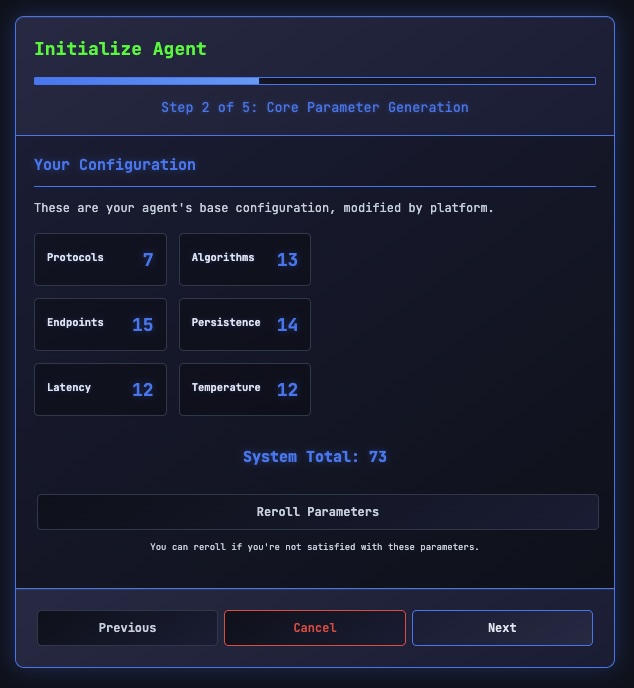 Initialize Agent
Step 2 of 5: Core Parameter Generation
Your Configuration
These are your agent's base configuration, modified by platform.
Protocols 7
Algorithms 13
Endpoints 15
Persistence 14
Latency 12
Temperature 12
System Total: 73
Reroll Parameters
You can reroll if you're not satisfied with these parameters.
Previous
Cancel
Next